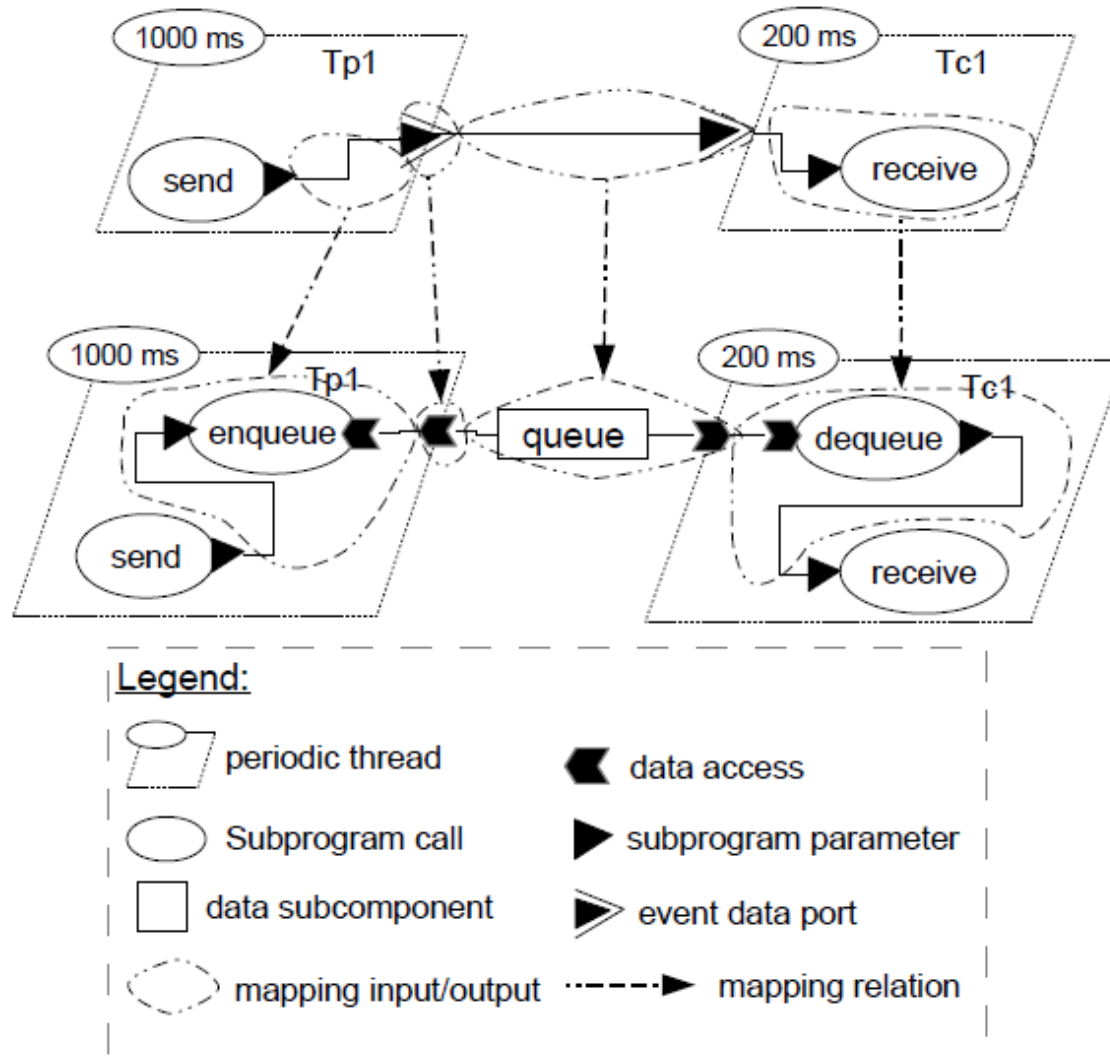 1000 ms
Tp1
200 ms
Tc1
send
receive
1000 ms
Tp1
200 ms
Tc1
enqueue
queue
dequeue
send
receive
Legend:
periodic thread
data access
Subprogram call
subprogram parameter
data subcomponent
event data port
mapping input/output
mapping relation